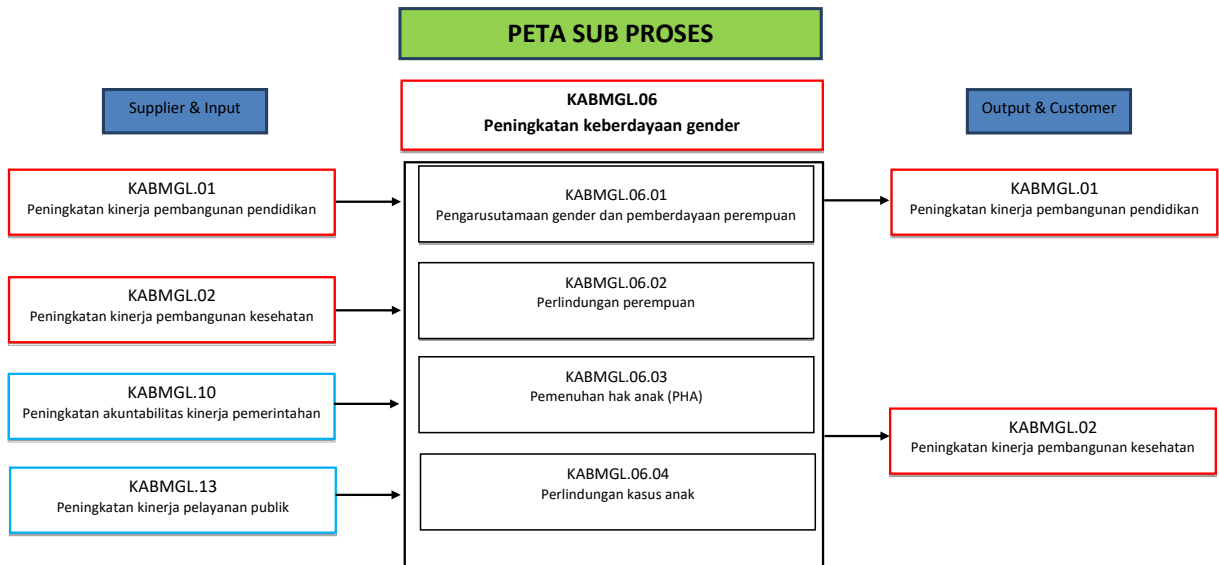 PETA SUB PROSES
Supplier & Input
KABMGL.06
Peningkatan keberdayaan gender
Output & Customer
KABMGL.01
Peningkatan kinerja pembangunan pendidikan
KABMGL.02
Peningkatan kinerja pembangunan kesehatan
KABMGL.10
Peningkatan akuntabilitas kinerja pemerintahan
KABMGL.13
Peningkatan kinerja pelayanan publik
KABMGL.06.01
Pengarusutamaan gender dan pemberdayaan perempuan
KABMGL.06.02
Perlindungan perempuan
KABMGL.06.03
Pemenuhan hak anak (PHA)
KABMGL.06.04
Perlindungan kasus anak
KABMGL.01
Peningkatan kinerja pembangunan pendidikan
KABMGL.02
Peningkatan kinerja pembangunan kesehatan